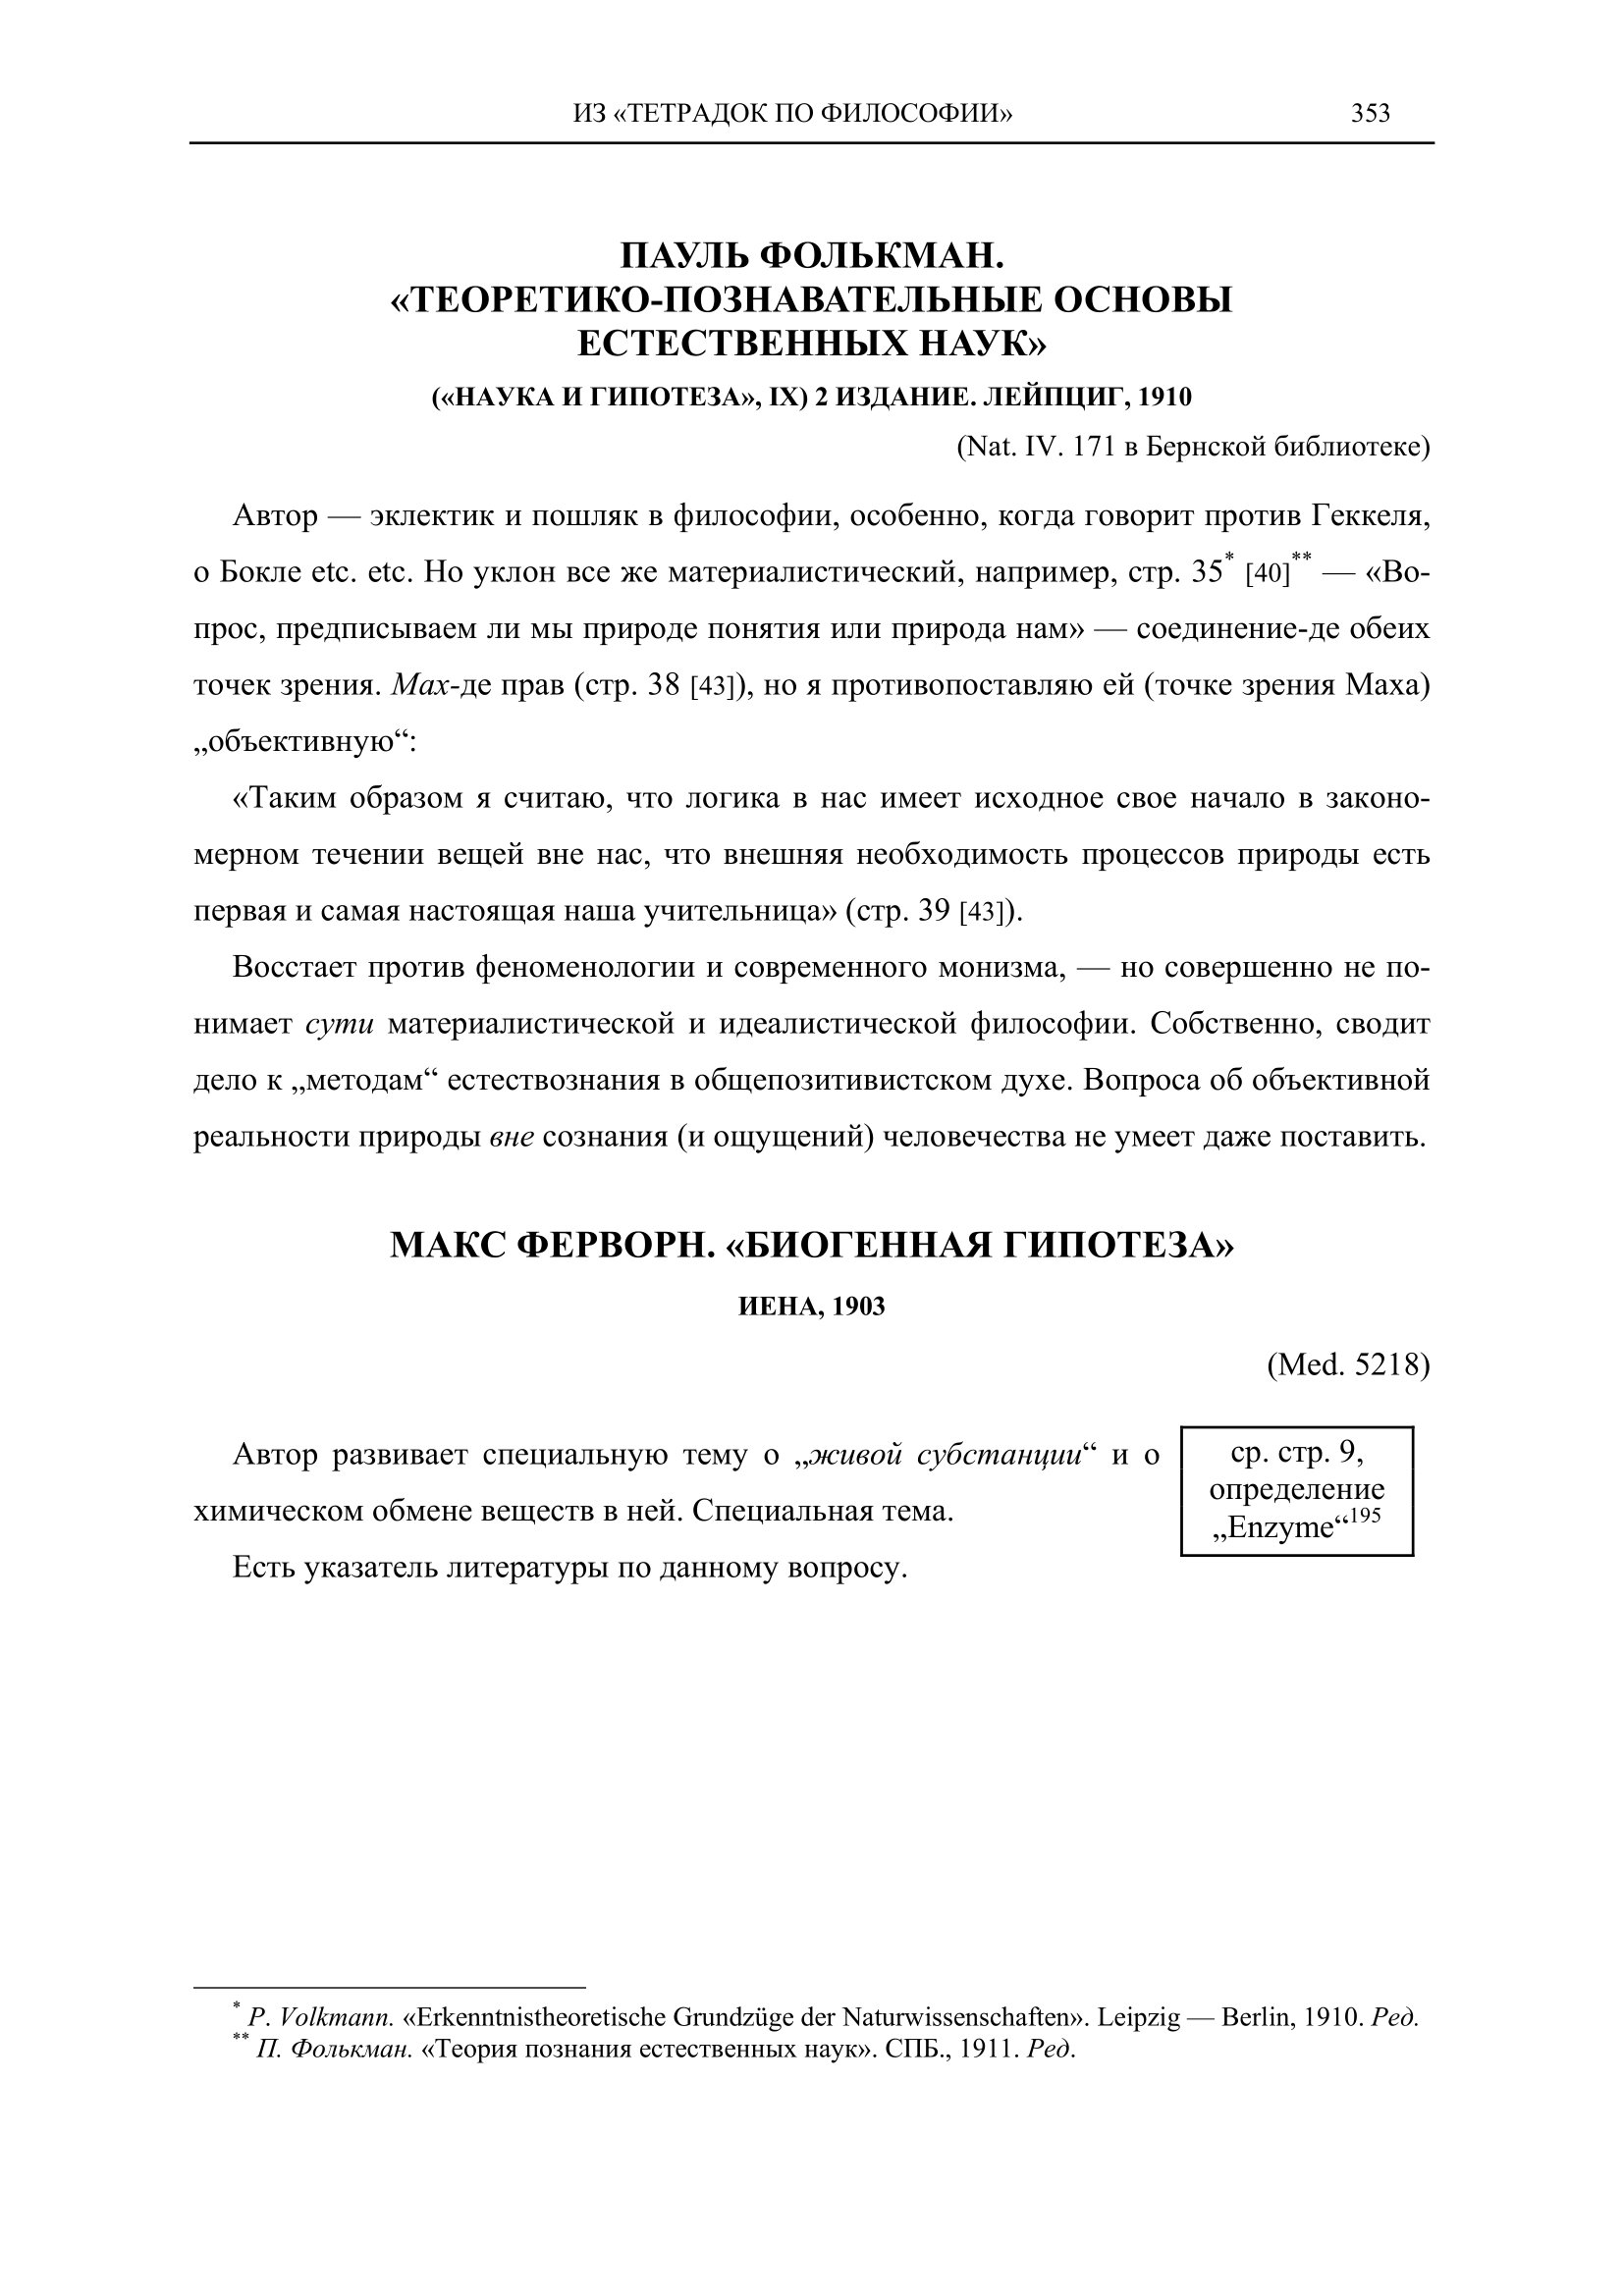 ИЗ «ТЕТРАДОК ПО ФИЛОСОФИИ» 353
ПАУЛЬ ФОЛЬКМАН.
«ТЕОРЕТИКО-ПОЗНАВАТЕЛЬНЫЕ ОСНОВЫ
ЕСТЕСТВЕННЫХ НАУК»
(«НАУКА И ГИПОТЕЗА», IX) 2 ИЗДАНИЕ. ЛЕЙПЦИГ, 1910
(Nat. IV. 171 в Бернской библиотеке)
Автор — эклектик и пошляк в философии, особенно, когда говорит против Геккеля,
о Бокле etc. etc. Но уклон все же материалистический, например, стр. 35* [40]** — «Во-
прос, предписываем ли мы природе понятия или природа нам» — соединение-де обеих
точек зрения. Мах-де прав (стр. 38 [43]), но я противопоставляю ей (точке зрения Маха)
„объективную“:
«Таким образом я считаю, что логика в нас имеет исходное свое начало в законо-
мерном течении вещей вне нас, что внешняя необходимость процессов природы есть
первая и самая настоящая наша учительница» (стр. 39 [43]).
Восстает против феноменологии и современного монизма, — но совершенно не по-
нимает сути материалистической и идеалистической философии. Собственно, сводит
дело к „методам“ естествознания в общепозитивистском духе. Вопроса об объективной
реальности природы вне сознания (и ощущений) человечества не умеет даже поставить.
МАКС ФЕРВОРН. «БИОГЕННАЯ ГИПОТЕЗА»
ИЕНА, 1903
(Med. 5218)
Автор развивает специальную тему о „живой субстанции“ и о
химическом обмене веществ в ней. Специальная тема.
Есть указатель литературы по данному вопросу.
ср. стр. 9,
определение
„Enzyme“195
* P. Volkmann. «Erkenntnistheoretische Grundzüge der Naturwissenschaften». Leipzig — Berlin, 1910. Ред.
** П. Фолькман. «Теория познания естественных наук». СПБ., 1911. Ред.